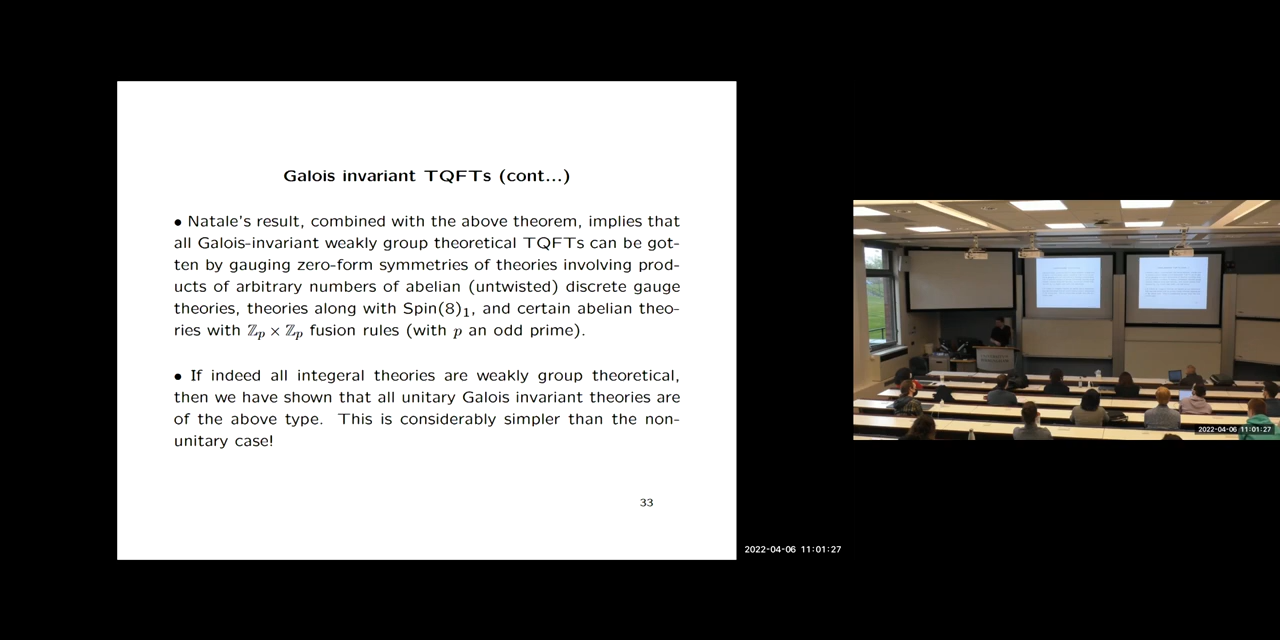 Galois invariant TQFTs (cont...)
• Natale's result, combined with the above theorem, implies that
all Galois-invariant weakly group theoretical TQFTs can be got-
ten by gauging zero-form symmetries of theories involving prod-
ucts of arbitrary numbers of abelian (untwisted) discrete gauge
theories, theories along with Spin(8)₁, and certain abelian theo-
ries with ℤₚ × ℤₚ fusion rules (with p an odd prime).
• If indeed all integeral theories are weakly group theoretical,
then we have shown that all unitary Galois invariant theories are
of the above type. This is considerably simpler than the non-
unitary case!
33
2022-04-06 11:01:27
2022-04-06 11:01:27